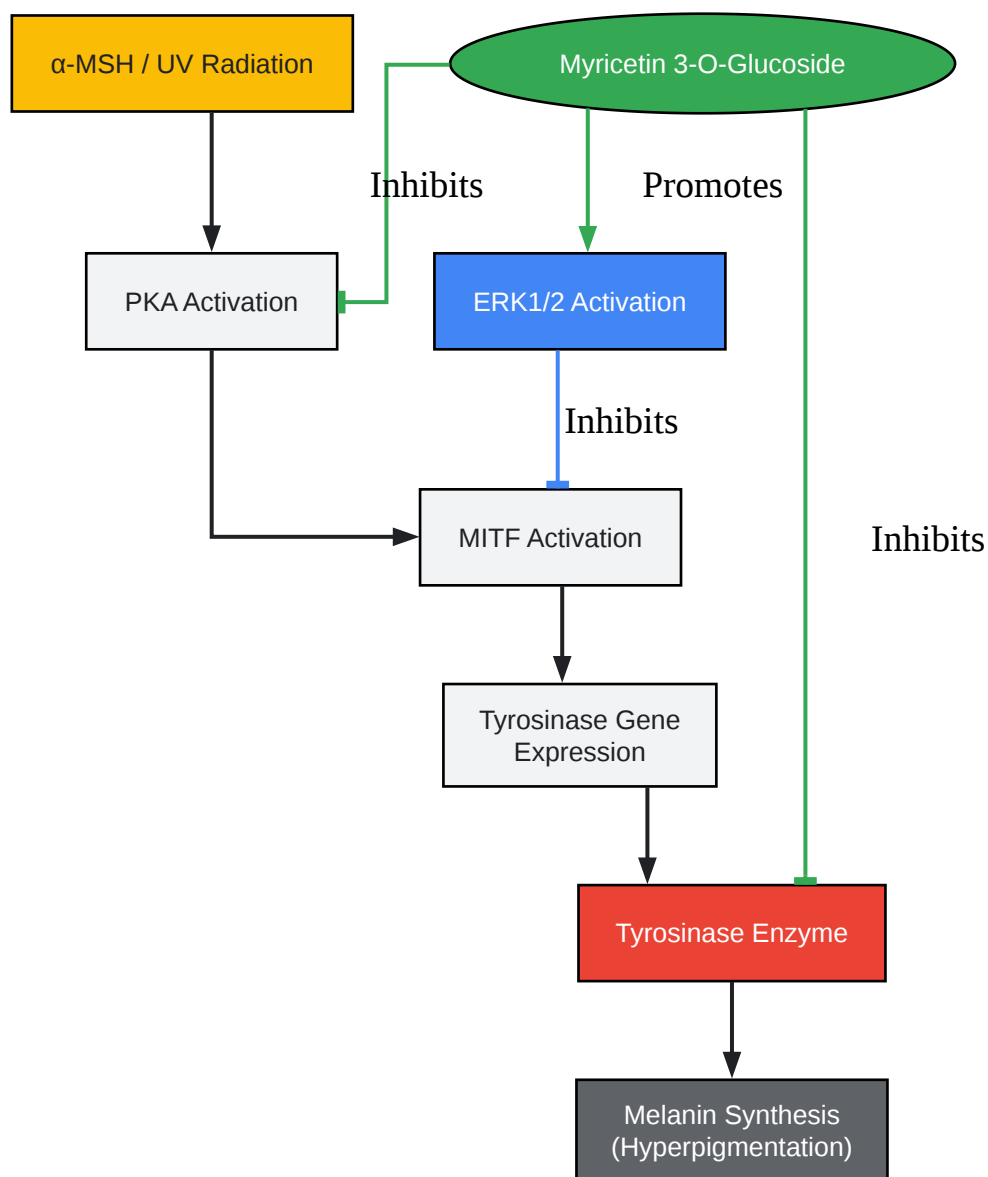 α-MSH / UV Radiation
Myricetin 3-O-Glucoside
Inhibits
Promotes
PKA Activation
ERK1/2 Activation
Inhibits
MITF Activation
Inhibits
Tyrosinase Gene
Expression
Tyrosinase Enzyme
Melanin Synthesis
(Hyperpigmentation)